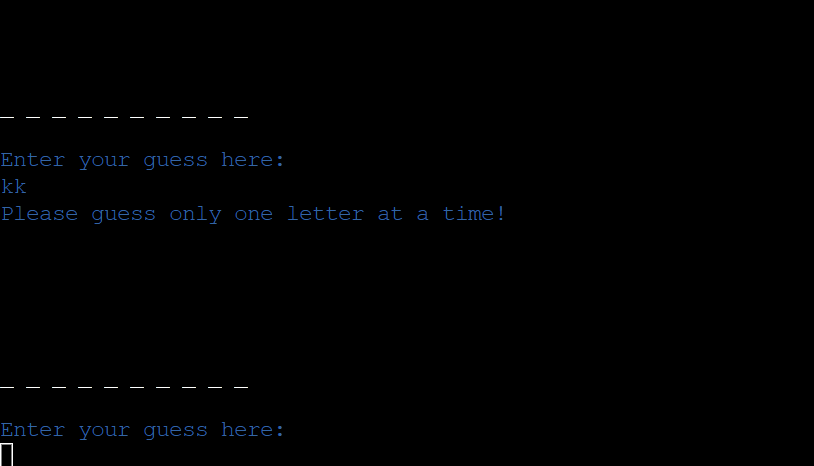 _ _ _ _ _ _ _ _ _ _
Enter your guess here:
kk
Please guess only one letter at a time!
_ _ _ _ _ _ _ _ _ _
Enter your guess here: